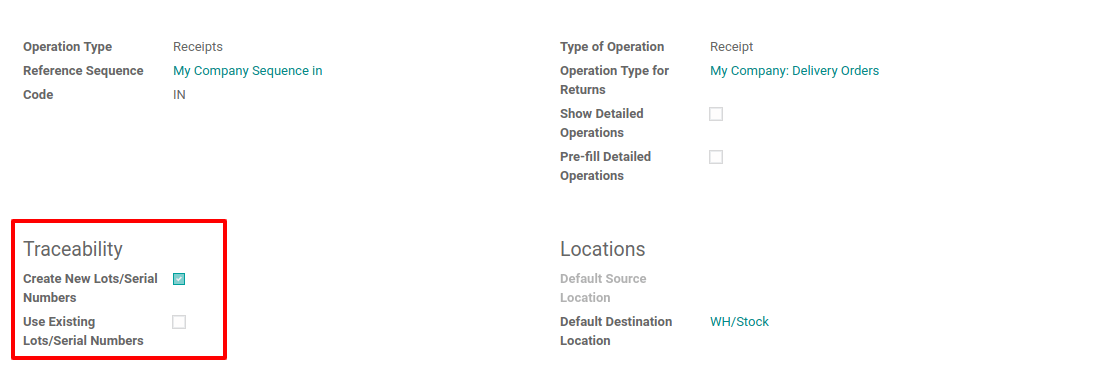 Operation Type Receipts
Reference Sequence My Company Sequence in
Code IN
Type of Operation Receipt
Operation Type for My Company: Delivery Orders
Returns
Show Detailed
Operations
Pre-fill Detailed
Operations
Traceability
Create New Lots/Serial
Numbers
Use Existing
Lots/Serial Numbers
Locations
Default Source
Location
Default Destination WH/Stock
Location